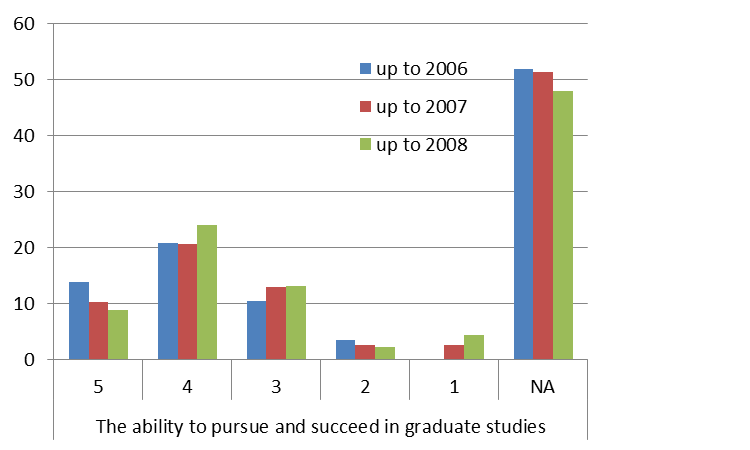 60
50
40
30
20
10
0
up to 2006
up to 2007
up to 2008
5 4 3 2 1 NA
The ability to pursue and succeed in graduate studies